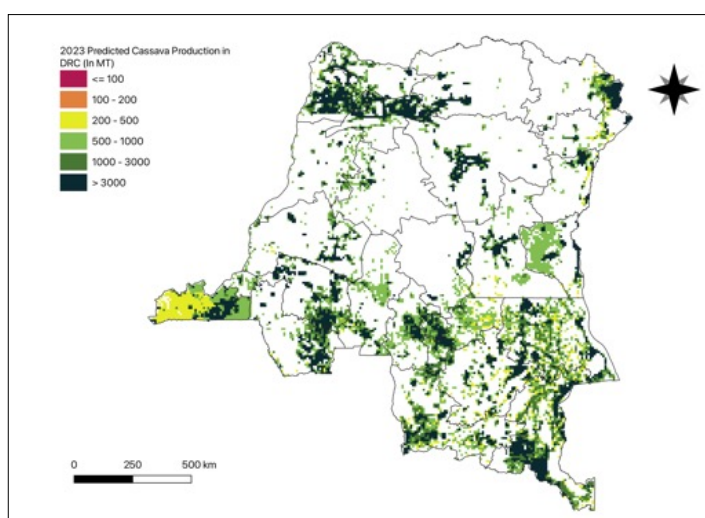 2023 Predicted Cassava Production in
DRC (In MT)
<= 100
100 - 200
200 - 500
500 - 1000
1000 - 3000
> 3000
0 250 500 km